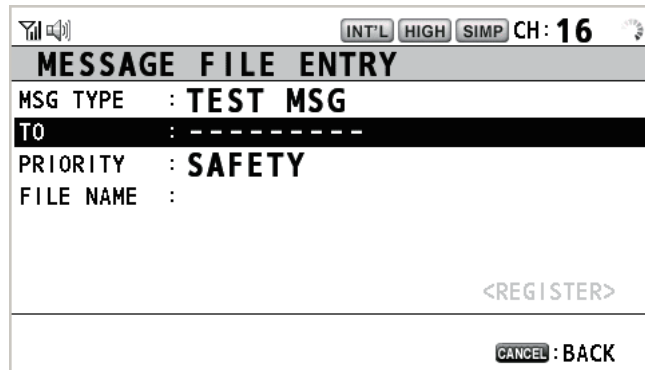 INT'L HIGH SIMP CH: 16
MESSAGE FILE ENTRY
MSG TYPE : TEST MSG
TO : ---------
PRIORITY : SAFETY
FILE NAME :
<REGISTER>
CANCEL : BACK